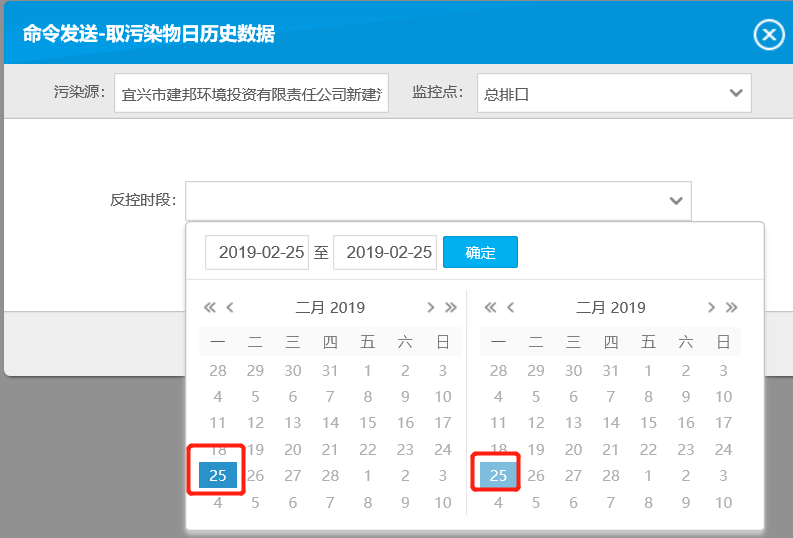 命令发送-取污染物日历史数据
污染源： 宜兴市建邦环境投资有限责任公司新建 监控点： 总排口
反控时段：
2019-02-25 至 2019-02-25 确定
二月 2019 二月 2019
一 二 三 四 五 六 日 一 二 三 四 五 六 日
28 29 30 31 1 2 3 28 29 30 31 1 2 3
4 5 6 7 8 9 10 4 5 6 7 8 9 10
11 12 13 14 15 16 17 11 12 13 14 15 16 17
18 19 20 21 22 23 24 18 19 20 21 22 23 24
25 26 27 28 1 2 3 25 26 27 28 1 2 3
4 5 6 7 8 9 10 4 5 6 7 8 9 10